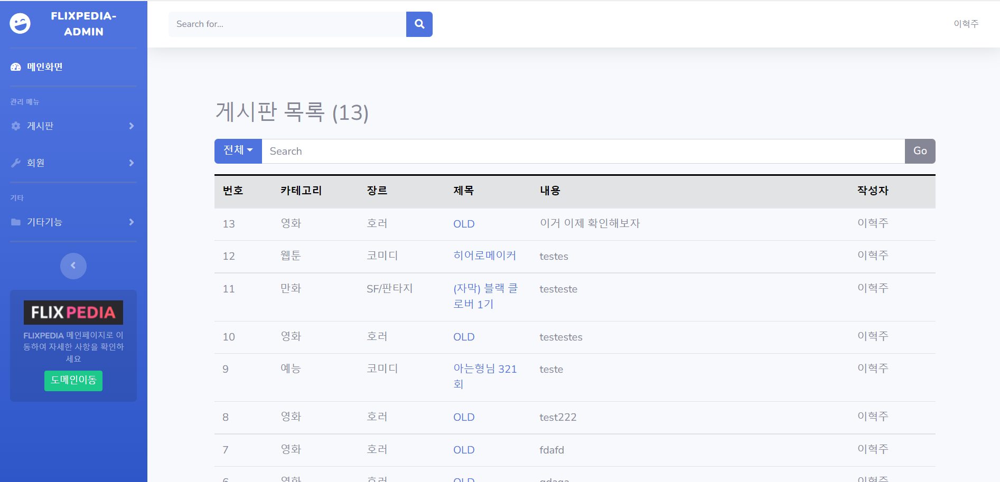 FLIXPEDIA-
ADMIN
Search for...
이혁주
메인화면
관리 메뉴
게시판
회원
기타
기타기능
FLIXPEDIA
FLIXPEDIA 메인페이지로 이
동하여 자세한 사항을 확인하
세요
도메인이동
게시판 목록 (13)
전체 Search Go
번호 카테고리 장르 제목 내용 작성자
13 영화 호러 OLD 이거 이제 확인해보자 이혁주
12 웹툰 코미디 히어로메이커 testes 이혁주
11 만화 SF/판타지 (자막) 블랙 클 testeste 이혁주
로버 1기
10 영화 호러 OLD testestes 이혁주
9 예능 코미디 아는형님 321 teste 이혁주
회
8 영화 호러 OLD test222 이혁주
7 영화 호러 OLD fdafd 이혁주
6 영화 호러 OLD 이혁주